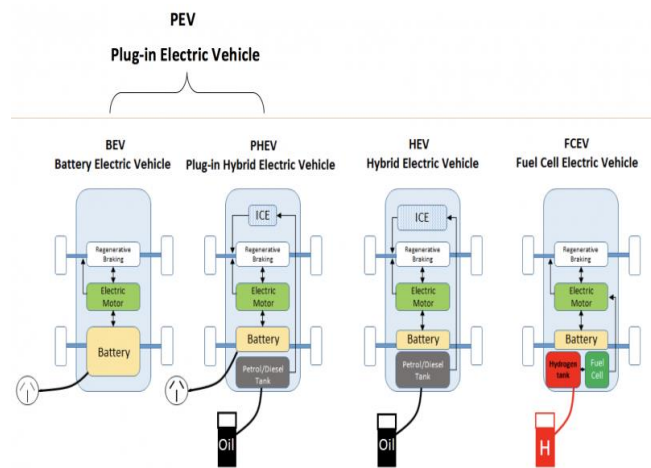 PEV
Plug-in Electric Vehicle
BEV
Battery Electric Vehicle
PHEV
Plug-in Hybrid Electric Vehicle
HEV
Hybrid Electric Vehicle
FCEV
Fuel Cell Electric Vehicle
Regenerative
Braking
Electric
Motor
Battery
ICE
Regenerative
Braking
Electric
Motor
Battery
Petrol/Diesel
Tank
Oil
ICE
Regenerative
Braking
Electric
Motor
Battery
Petrol/Diesel
Tank
Oil
Regenerative
Braking
Electric
Motor
Battery
Hydrogen
tank
Fuel
Cell
H